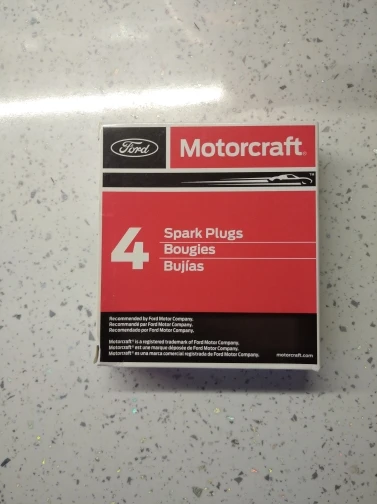 Ford
Motorcraft®
™
4
Spark Plugs
Bougies
Bujías
Recommended by Ford Motor Company.
Recommandé par Ford Motor Company.
Recomendado por Ford Motor Company.
Motorcraft® is a registered trademark of Ford Motor Company.
Motorcraft® est une marque déposée de Ford Motor Company.
Motorcraft® es una marca comercial registrada de Ford Motor Company.
motorcraft.com